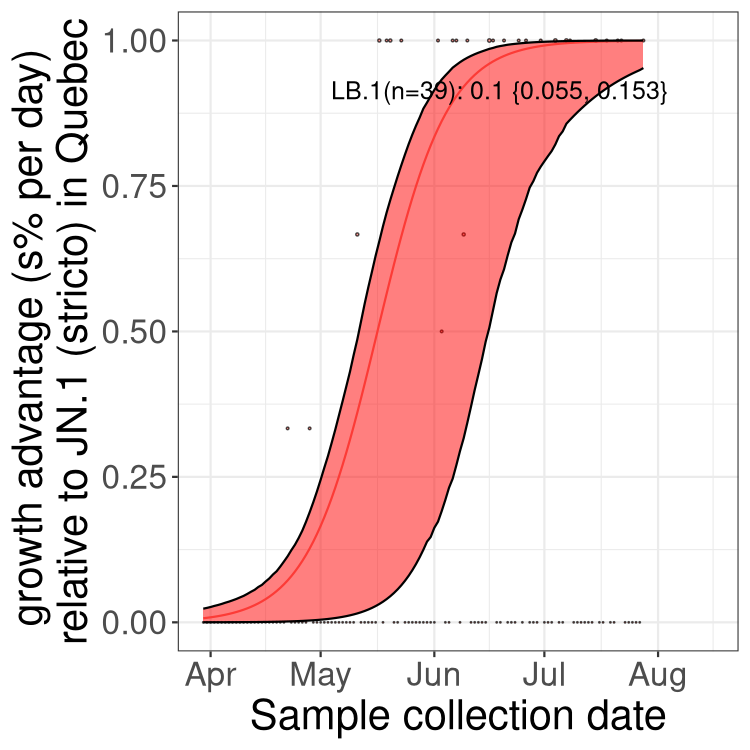 growth advantage (s% per day)
relative to JN.1 (stricto) in Quebec
1.00
0.75
0.50
0.25
0.00
LB.1(n=39): 0.1 {0.055, 0.153}
Apr May Jun Jul Aug
Sample collection date